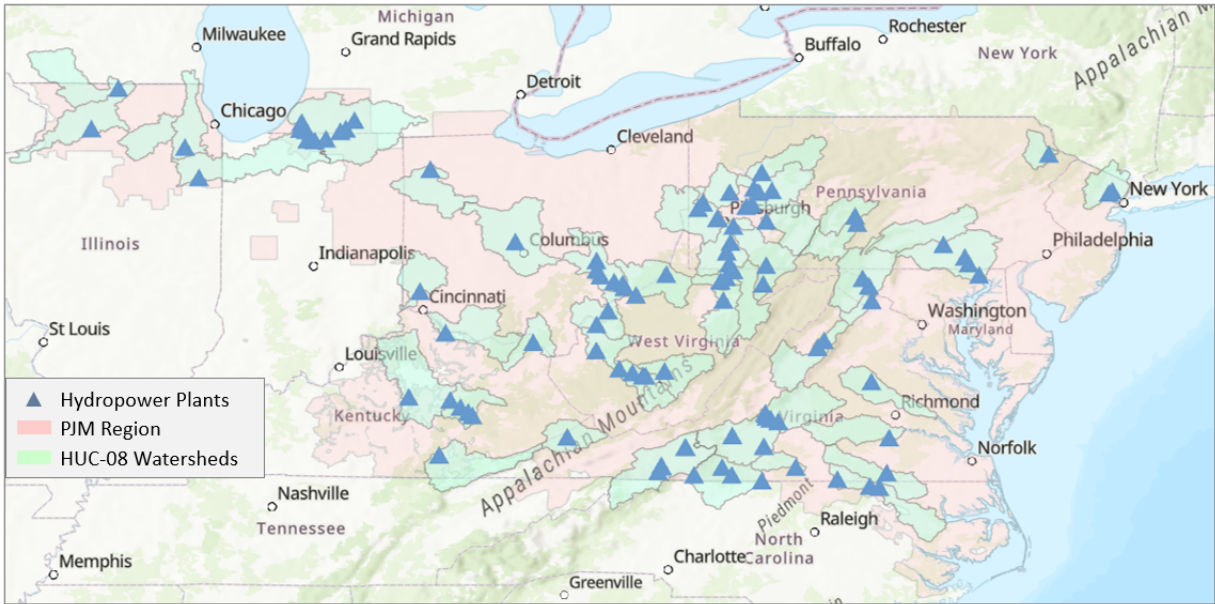 Michigan
Milwaukee
Grand Rapids
Rochester
Buffalo
New York
Appalachian M
Detroit
Chicago
Cleveland
Pennsylvania
New York
Pittsburgh
Illinois
Columbus
Philadelphia
Indianapolis
Cincinnati
Washington
Maryland
St Louis
West Virginia
Louisville
Hydropower Plants
PJM Region
HUC-08 Watersheds
Kentucky
Appalachian Mountains
Virginia
Richmond
Norfolk
Nashville
Tennessee
Piedmont
Raleigh
North
Carolina
Memphis
Charlotte
Greenville